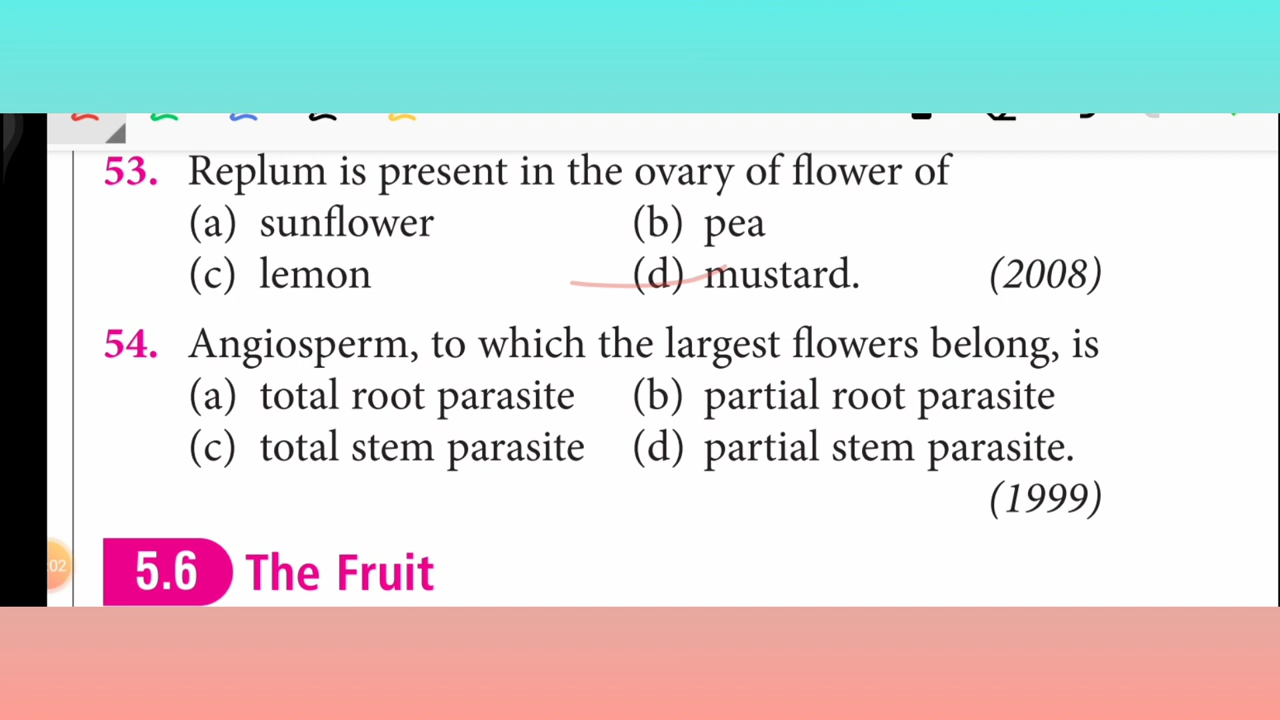 53. Replum is present in the ovary of flower of
(a) sunflower (b) pea
(c) lemon (d) mustard. (2008)
54. Angiosperm, to which the largest flowers belong, is
(a) total root parasite (b) partial root parasite
(c) total stem parasite (d) partial stem parasite.
(1999)
:02
5.6 The Fruit